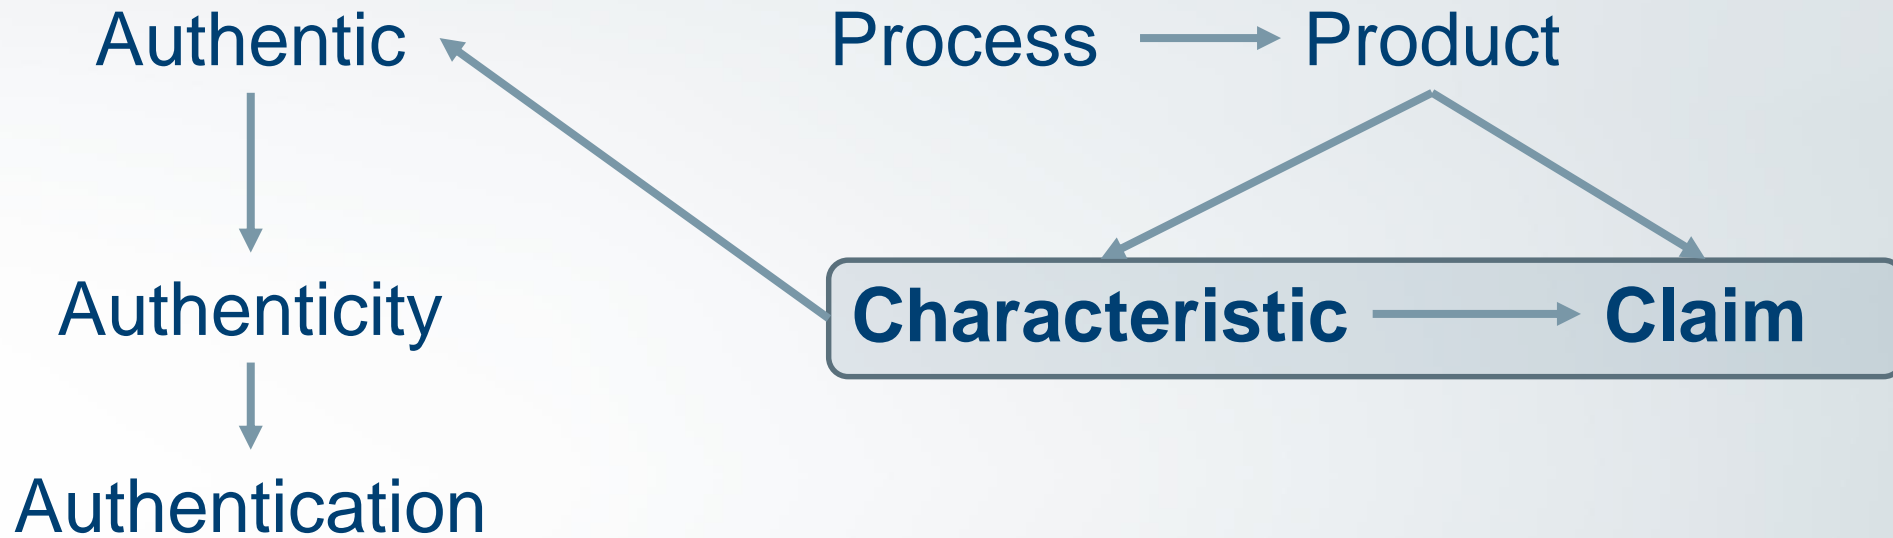 Authentic
Process
Product
Authenticity
Characteristic
Claim
Authentication